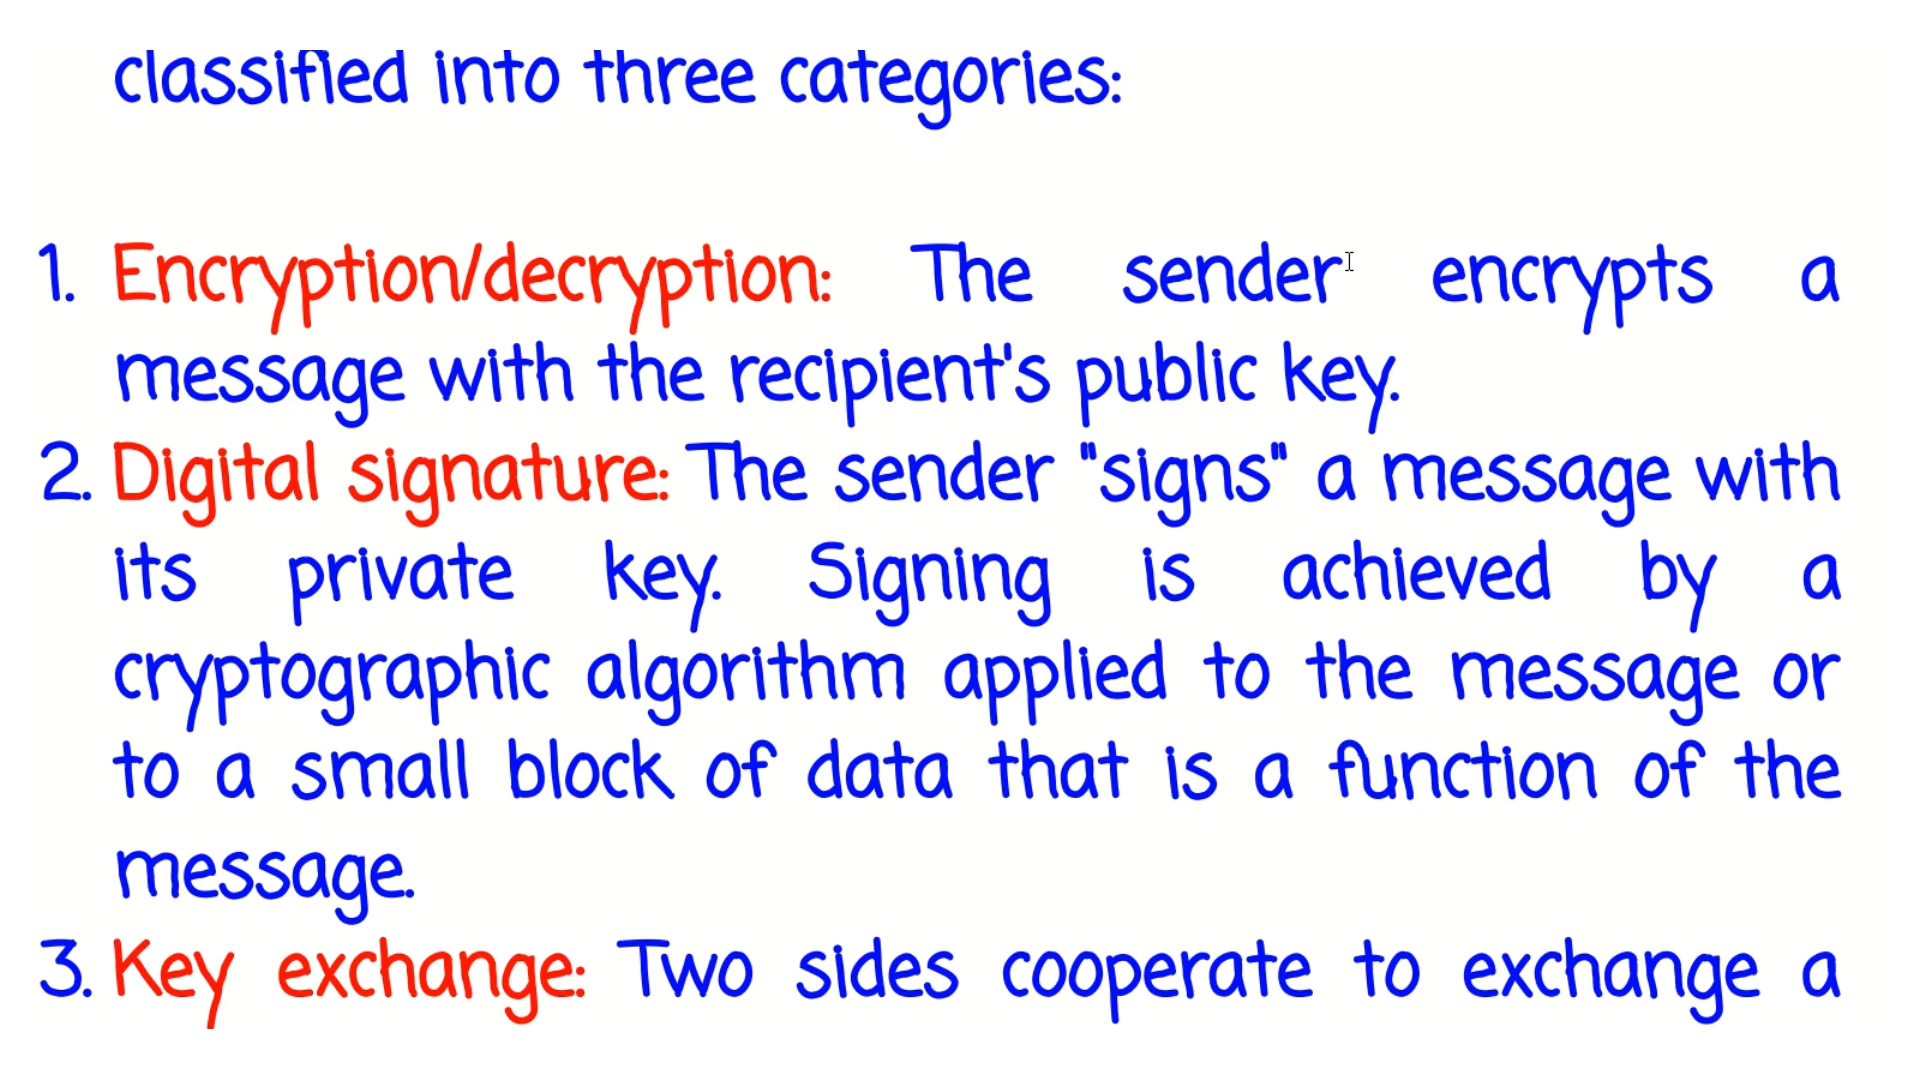 classified into three categories:
1. Encryption/decryption: The sender encrypts a
message with the recipient's public key.
2. Digital signature: The sender "signs" a message with
its private key. Signing is achieved by a
cryptographic algorithm applied to the message or
to a small block of data that is a function of the
message.
3. Key exchange: Two sides cooperate to exchange a